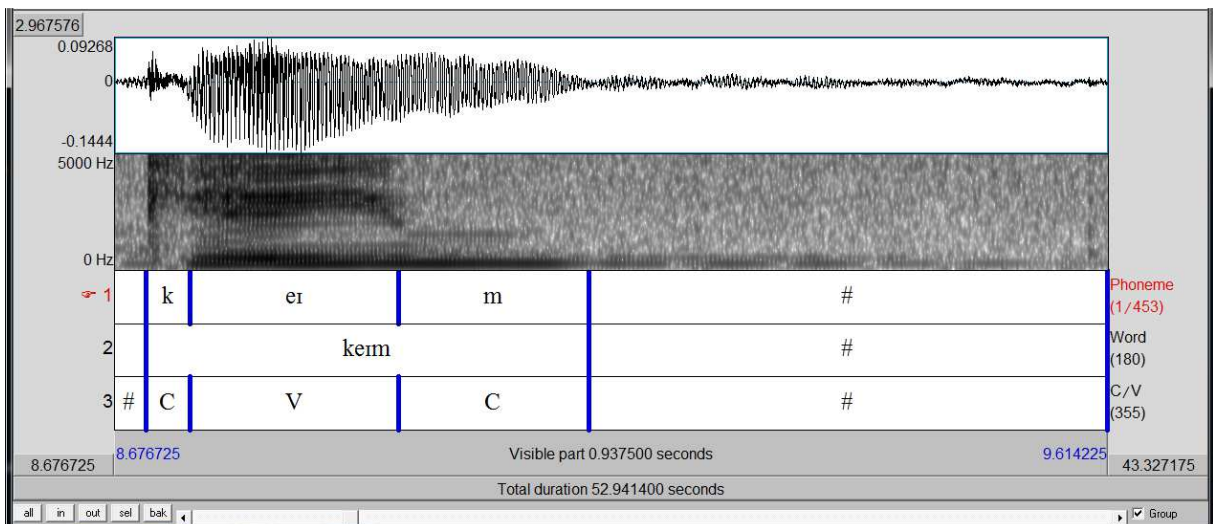 2.967576
0.09268
0
-0.1444
5000 Hz
0 Hz
☞ 1 k eɪ m # Phoneme
(1/453)
2 keɪm # Word
(180)
3 # C V C # C/V
(355)
8.676725 8.676725 Visible part 0.937500 seconds 9.614225 43.327175
Total duration 52.941400 seconds
all in out sel bak Group